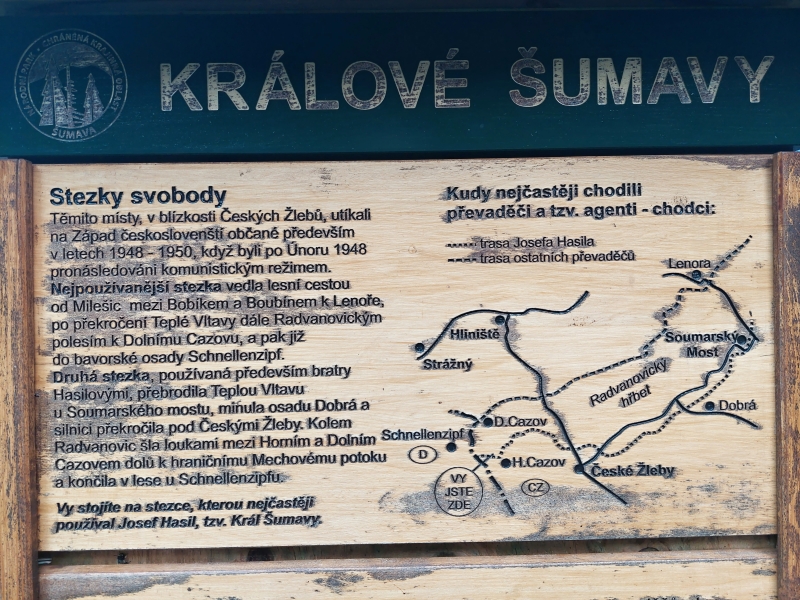 NÁRODNÍ PARK · CHRÁNĚNÁ KRAJINNÁ OBLAST
ŠUMAVA
KRÁLOVÉ ŠUMAVY
Stezky svobody
Těmito místy, v blízkosti Českých Žlebů, utíkali
na Západ českoslovenští občané především
v letech 1948 - 1950, když byli po Únoru 1948
pronásledováni komunistickým režimem.
Nejpoužívanější stezka vedla lesní cestou
od Milešic mezi Bobíkem a Boubínem k Lenoře,
po překročení Teplé Vltavy dále Radvanovickým
polesím k Dolnímu Cazovu, a pak již
do bavorské osady Schnellenzipf.
Druhá stezka, používaná především bratry
Hasilovými, přebrodila Teplou Vltavu
u Soumarského mostu, minula osadu Dobrá a
silnici překročila pod Českými Žleby. Kolem
Radvanovic šla loukami mezi Horním a Dolním
Cazovem dolů k hraničnímu Mechovému potoku
a končila v lese u Schnellenzipfu.
Vy stojíte na stezce, kterou nejčastěji
používal Josef Hasil, tzv. Král Šumavy.
Kudy nejčastěji chodili
převaděči a tzv. agenti - chodci:
trasa Josefa Hasila
trasa ostatních převaděčů
Lenora
Hliniště
Soumarský
Most
Strážný
Radvanovický
hřbet
Dobrá
D.Cazov
Schnellenzipf
D
H.Cazov
České Žleby
VY
JSTE
ZDE
CZ